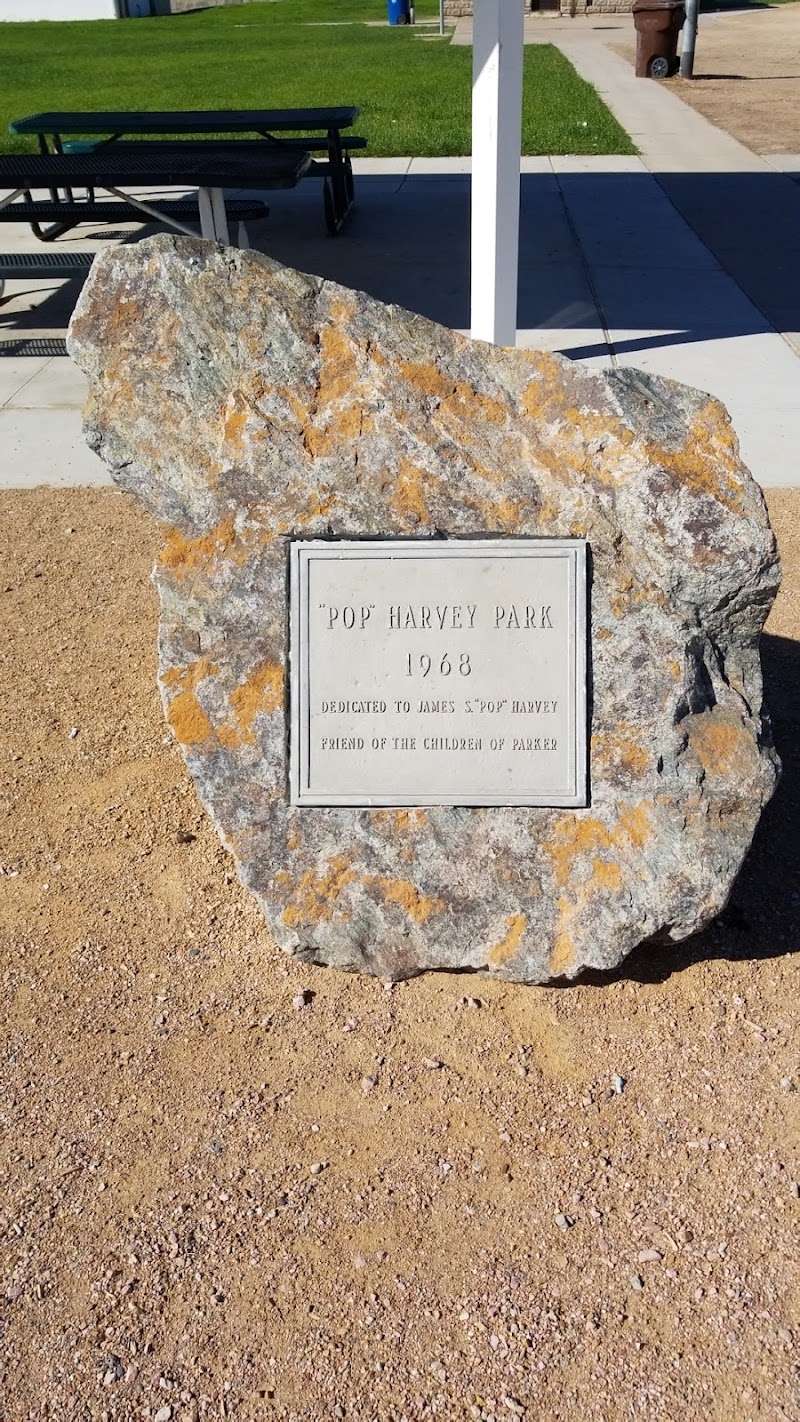 "POP" HARVEY PARK
1968
DEDICATED TO JAMES S. "POP" HARVEY
FRIEND OF THE CHILDREN OF PARKER